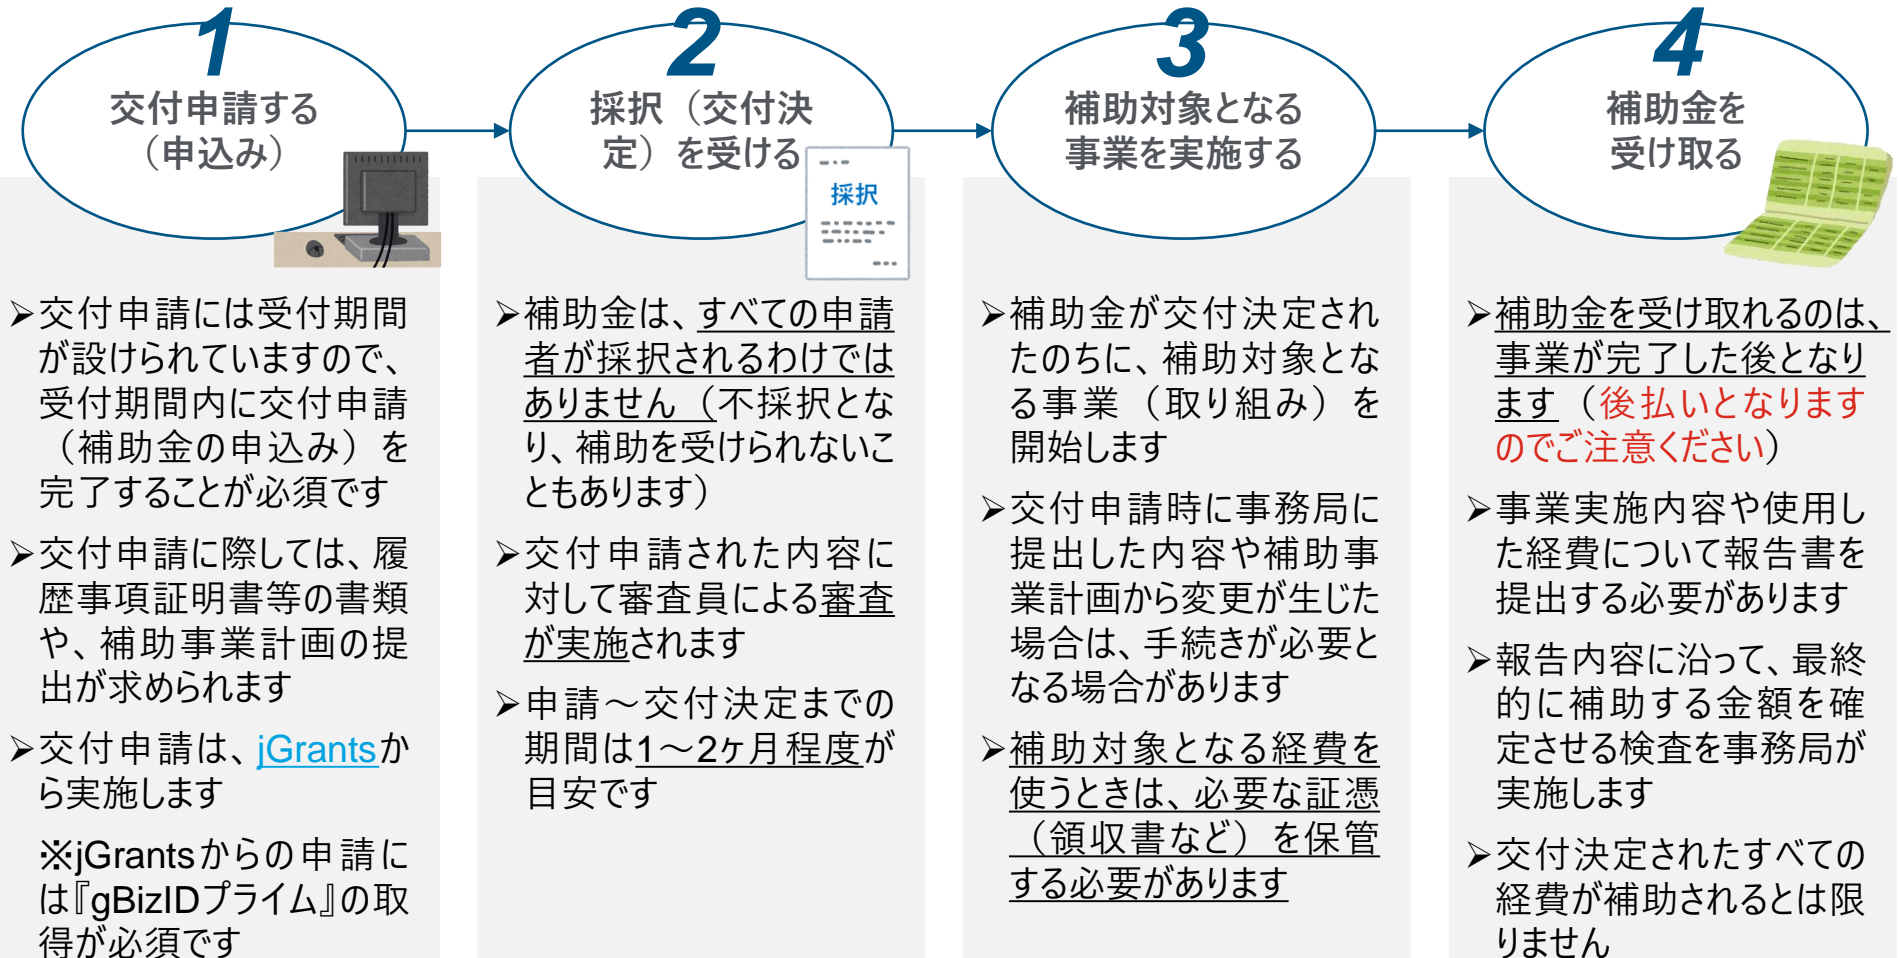 1
交付申請する
（申込み）
➢交付申請には受付期間
が設けられていますので、
受付期間内に交付申請
（補助金の申込み）を
完了することが必須です
➢交付申請に際しては、履
歴事項証明書等の書類
や、補助事業計画の提
出が求められます
➢交付申請は、jGrantsか
ら実施します
※jGrantsからの申請に
は『gBizIDプライム』の取
得が必須です
2
採択（交付決
定）を受ける
採択
➢補助金は、すべての申請
者が採択されるわけでは
ありません（不採択とな
り、補助を受けられないこ
ともあります）
➢交付申請された内容に
対して審査員による審査
が実施されます
➢申請～交付決定までの
期間は1～2ヶ月程度が
目安です
3
補助対象となる
事業を実施する
➢補助金が交付決定され
たのちに、補助対象とな
る事業（取り組み）を
開始します
➢交付申請時に事務局に
提出した内容や補助事
業計画から変更が生じた
場合は、手続きが必要と
なる場合があります
➢補助対象となる経費を
使うときは、必要な証憑
（領収書など）を保管
する必要があります
4
補助金を
受け取る
➢補助金を受け取れるのは、
事業が完了した後となり
ます（後払いとなります
のでご注意ください）
➢事業実施内容や使用し
た経費について報告書を
提出する必要があります
➢報告内容に沿って、最終
的に補助する金額を確
定させる検査を事務局が
実施します
➢交付決定されたすべての
経費が補助されるとは限
りません